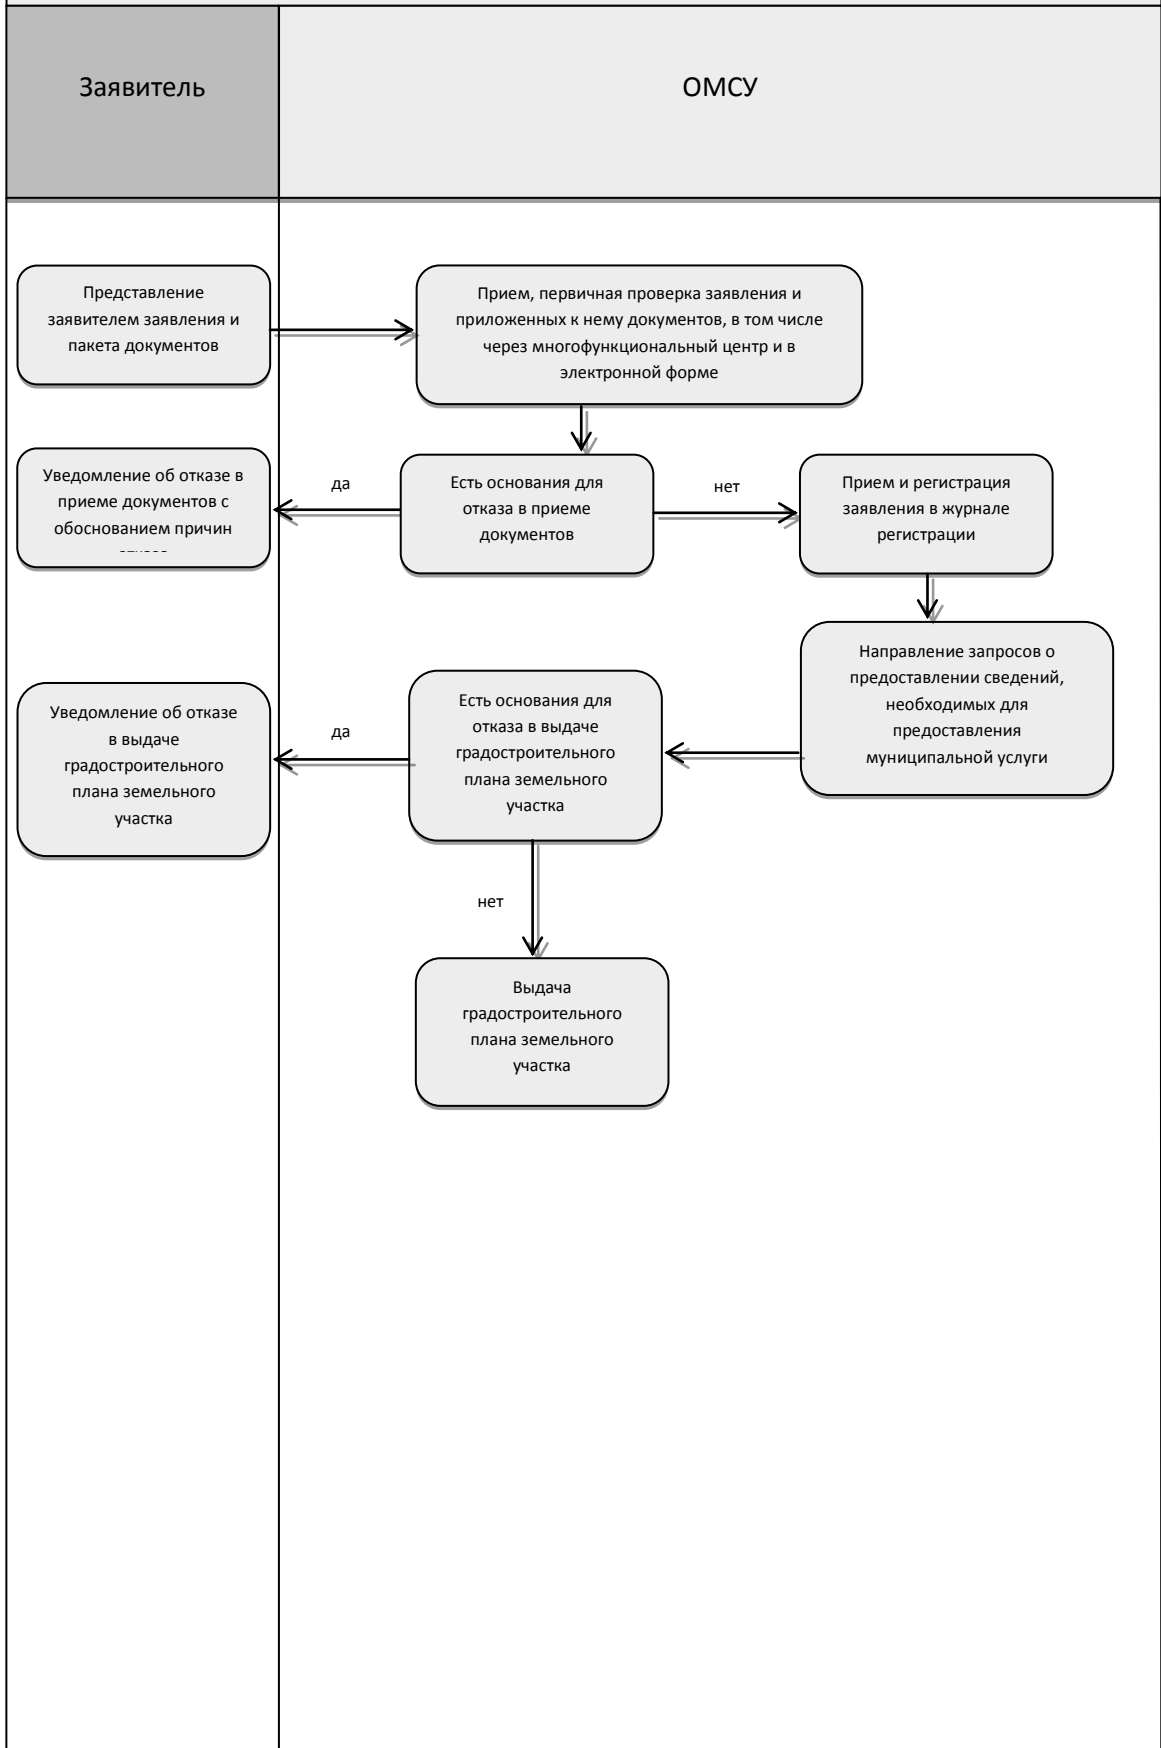 Заявитель
ОМСУ
Представление
заявителем заявления и
пакета документов
Прием, первичная проверка заявления и
приложенных к нему документов, в том числе
через многофункциональный центр и в
электронной форме
Уведомление об отказе в
приеме документов с
обоснованием причин
да
Есть основания для
отказа в приеме
документов
нет
Прием и регистрация
заявления в журнале
регистрации
Направление запросов о
предоставлении сведений,
необходимых для
предоставления
муниципальной услуги
Есть основания для
отказа в выдаче
градостроительного
плана земельного
участка
да
Уведомление об отказе
в выдаче
градостроительного
плана земельного
участка
нет
Выдача
градостроительного
плана земельного
участка